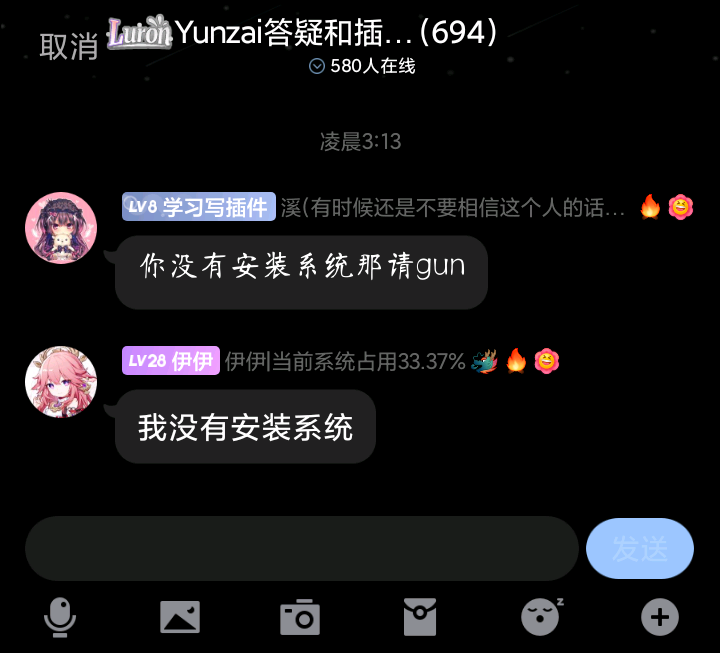 取消 Luron Yunzai答疑和插...(694)
580人在线
凌晨3:13
LV8 学习写插件 溪(有时候还是不要相信这个人的话...
你没有安装系统那请gun
LV28 伊伊 伊伊|当前系统占用33.37%
我没有安装系统
发送
z